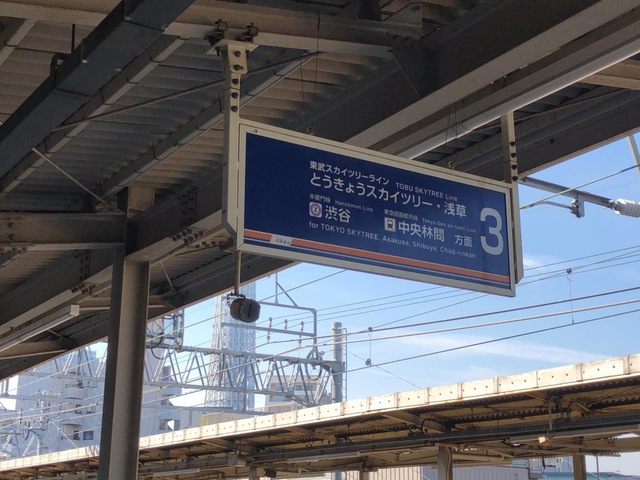 東武スカイツリーライン TOBU SKYTREE Line
とうきょうスカイツリー・浅草
半蔵門線 Hanzomon Line 東急田園都市線 Tokyu Den-en-toshi Line
渋谷 中央林間 方面
for TOKYO SKYTREE, Asakusa, Shibuya, Chūō-rinkan
3